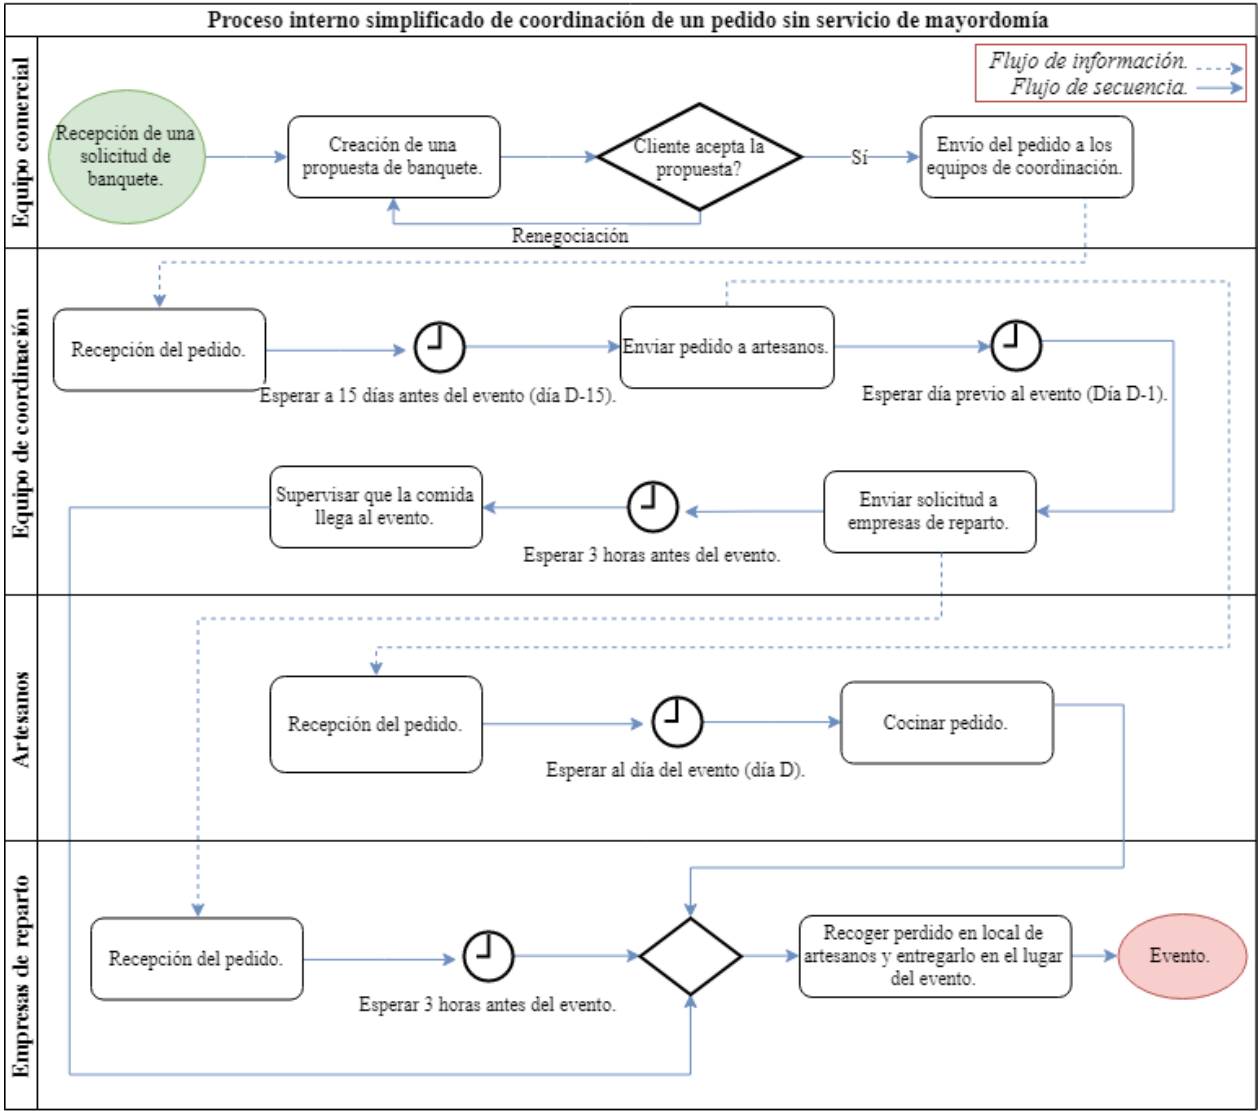 Proceso interno simplificado de coordinación de un pedido sin servicio de mayordomía
Equipo comercial
Flujo de información.
Flujo de secuencia.
Recepción de una
solicitud de
banquete.
Creación de una
propuesta de banquete.
Cliente acepta la
propuesta?
Sí
Envío del pedido a los
equipos de coordinación.
Renegociación
Equipo de coordinación
Recepción del pedido.
Esperar a 15 días antes del evento (día D-15).
Enviar pedido a artesanos.
Esperar día previo al evento (Día D-1).
Supervisar que la comida
llega al evento.
Esperar 3 horas antes del evento.
Enviar solicitud a
empresas de reparto.
Artesanos
Recepción del pedido.
Esperar al día del evento (día D).
Cocinar pedido.
Empresas de reparto
Recepción del pedido.
Esperar 3 horas antes del evento.
Recoger perdido en local de
artesanos y entregarlo en el lugar
del evento.
Evento.